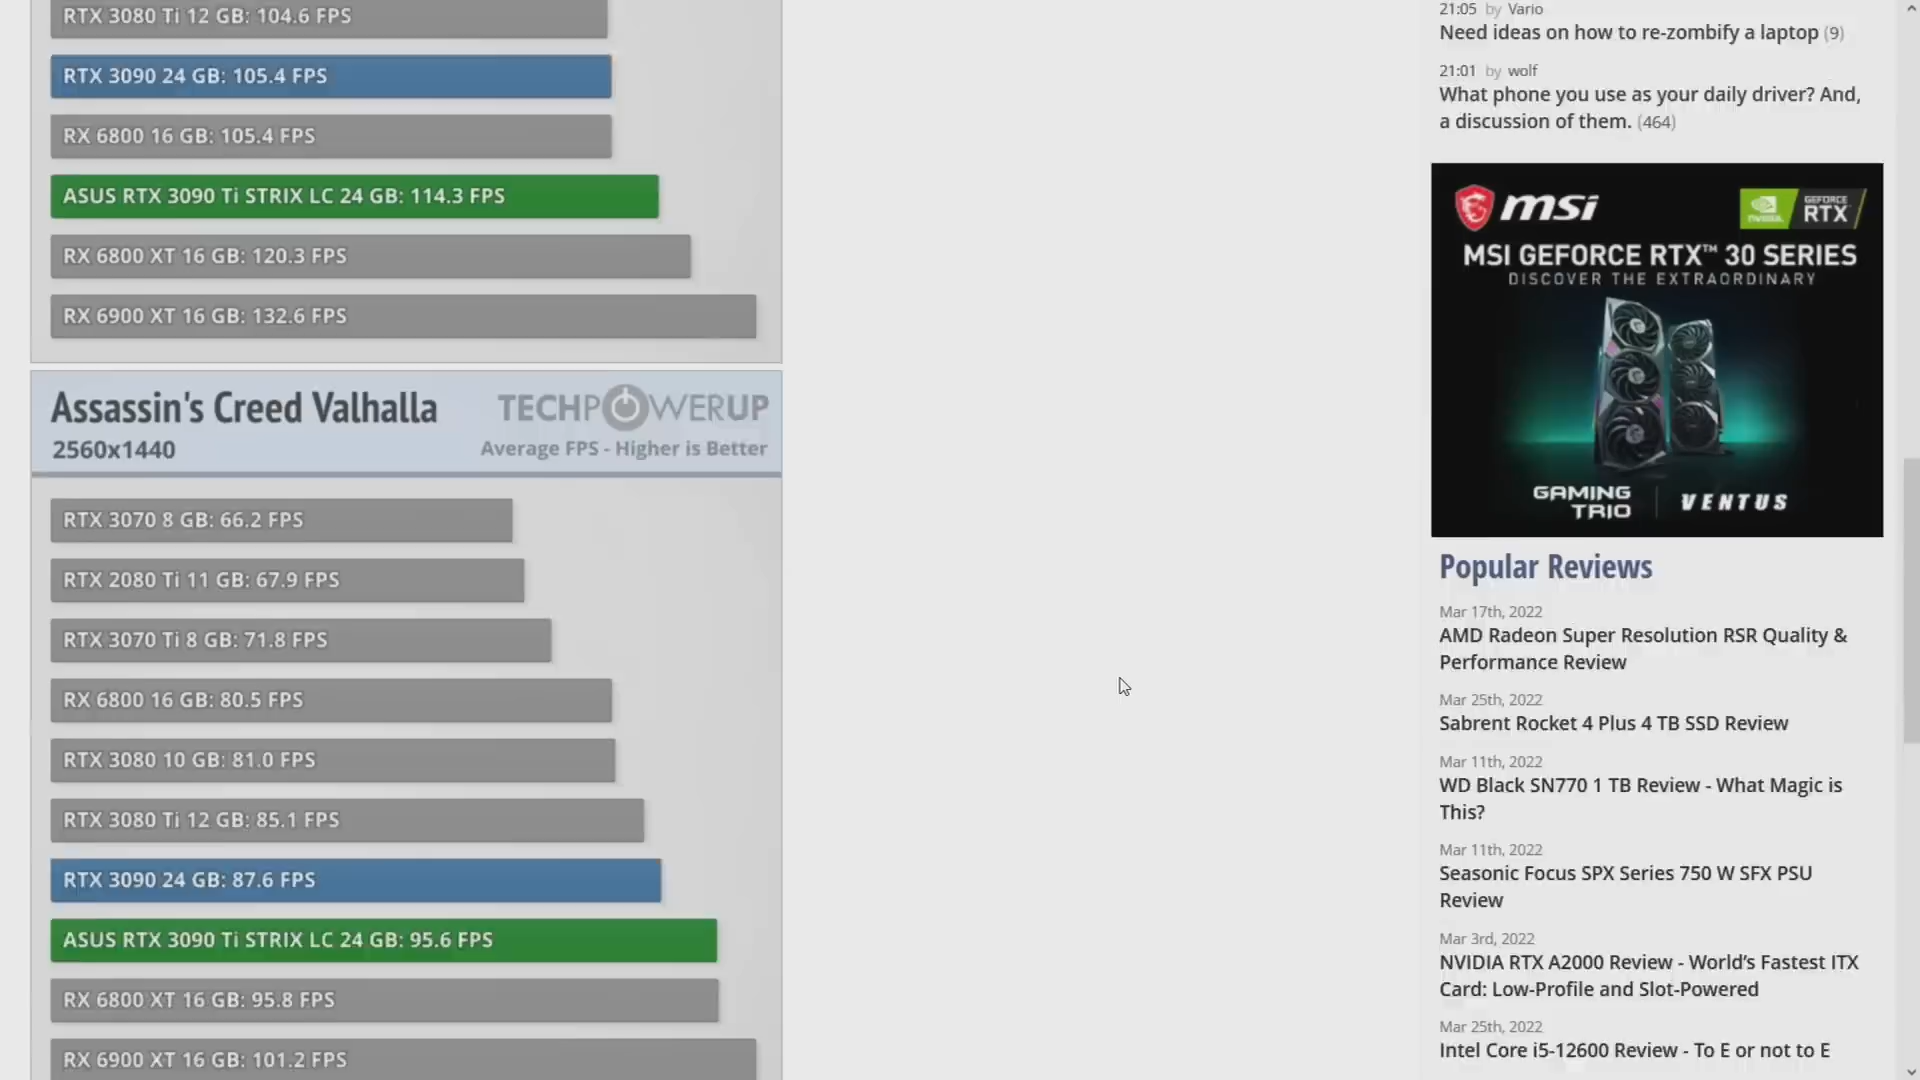 RTX 3080 Ti 12 GB: 104.6 FPS
RTX 3090 24 GB: 105.4 FPS
RX 6800 16 GB: 105.4 FPS
ASUS RTX 3090 Ti STRIX LC 24 GB: 114.3 FPS
RX 6800 XT 16 GB: 120.3 FPS
RX 6900 XT 16 GB: 132.6 FPS
Assassin's Creed Valhalla
TECHPOWERUP
2560x1440
Average FPS - Higher is Better
RTX 3070 8 GB: 66.2 FPS
RTX 2080 Ti 11 GB: 67.9 FPS
RTX 3070 Ti 8 GB: 71.8 FPS
RX 6800 16 GB: 80.5 FPS
RTX 3080 10 GB: 81.0 FPS
RTX 3080 Ti 12 GB: 85.1 FPS
RTX 3090 24 GB: 87.6 FPS
ASUS RTX 3090 Ti STRIX LC 24 GB: 95.6 FPS
RX 6800 XT 16 GB: 95.8 FPS
RX 6900 XT 16 GB: 101.2 FPS
21:05 by Vario
Need ideas on how to re-zombify a laptop (9)
21:01 by wolf
What phone you use as your daily driver? And,
a discussion of them. (464)
msi
NVIDIA
GEFORCE
RTX
MSI GEFORCE RTX™ 30 SERIES
DISCOVER THE EXTRAORDINARY
GAMING
TRIO
VENTUS
Popular Reviews
Mar 17th, 2022
AMD Radeon Super Resolution RSR Quality &
Performance Review
Mar 25th, 2022
Sabrent Rocket 4 Plus 4 TB SSD Review
Mar 11th, 2022
WD Black SN770 1 TB Review - What Magic is
This?
Mar 11th, 2022
Seasonic Focus SPX Series 750 W SFX PSU
Review
Mar 3rd, 2022
NVIDIA RTX A2000 Review - World's Fastest ITX
Card: Low-Profile and Slot-Powered
Mar 25th, 2022
Intel Core i5-12600 Review - To E or not to E